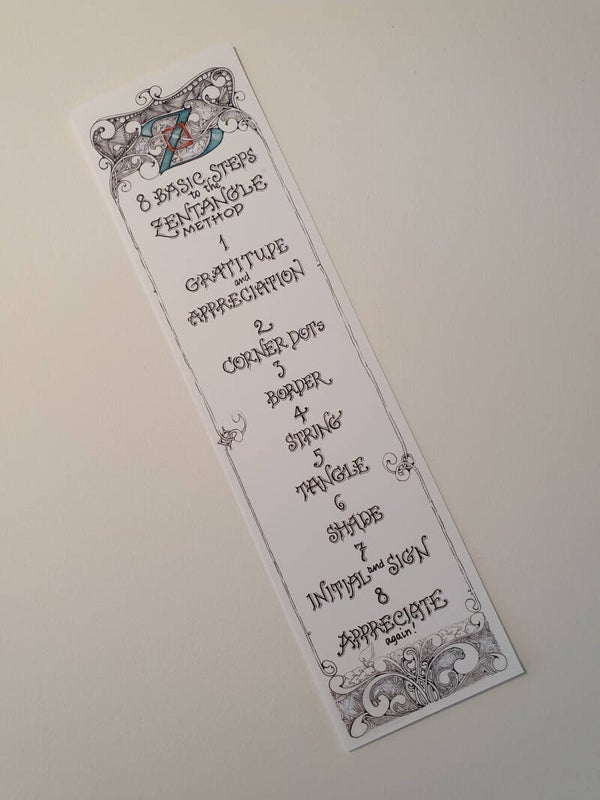 Z
8 BASIC STEPS
to the
ZENTANGLE
METHOD
1
GRATITUDE
and
APPRECIATION
2
CORNER DOTs
3
BORDER
4
STRING
5
TANGLE
6
SHADE
7
INITIAL and SIGN
8
APPRECIATE
again!